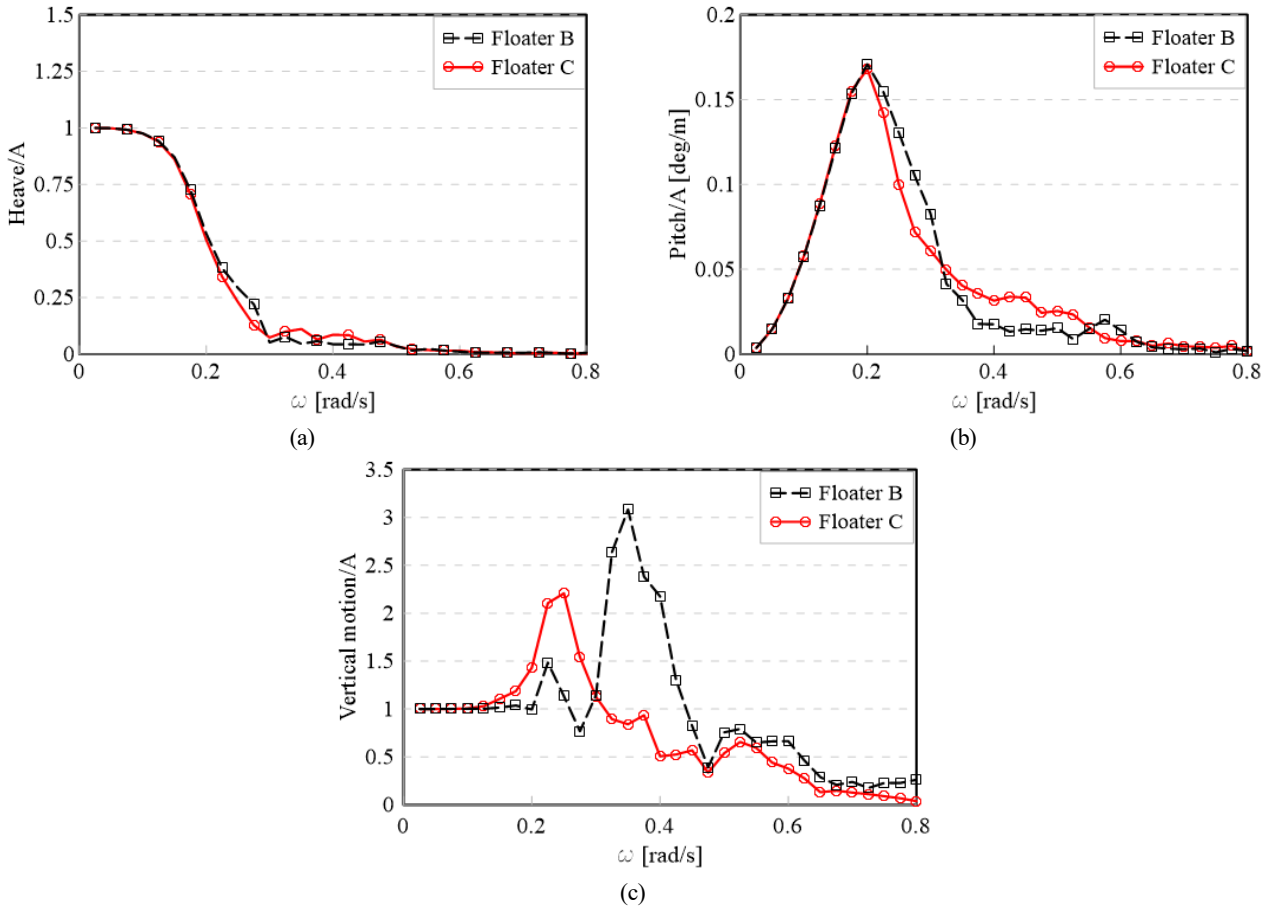 1.5
1.25
1
0.75
0.5
0.25
0
0.2
0.4
0.6
0.8
Heave/A
ω [rad/s]
Floater B
Floater C
(a)
0.2
0.15
0.1
0.05
0
0
0.2
0.4
0.6
0.8
Pitch/A [deg/m]
ω [rad/s]
Floater B
Floater C
(b)
3.5
3
2.5
2
1.5
1
0.5
0
0
0.2
0.4
0.6
0.8
Vertical motion/A
ω [rad/s]
Floater B
Floater C
(c)